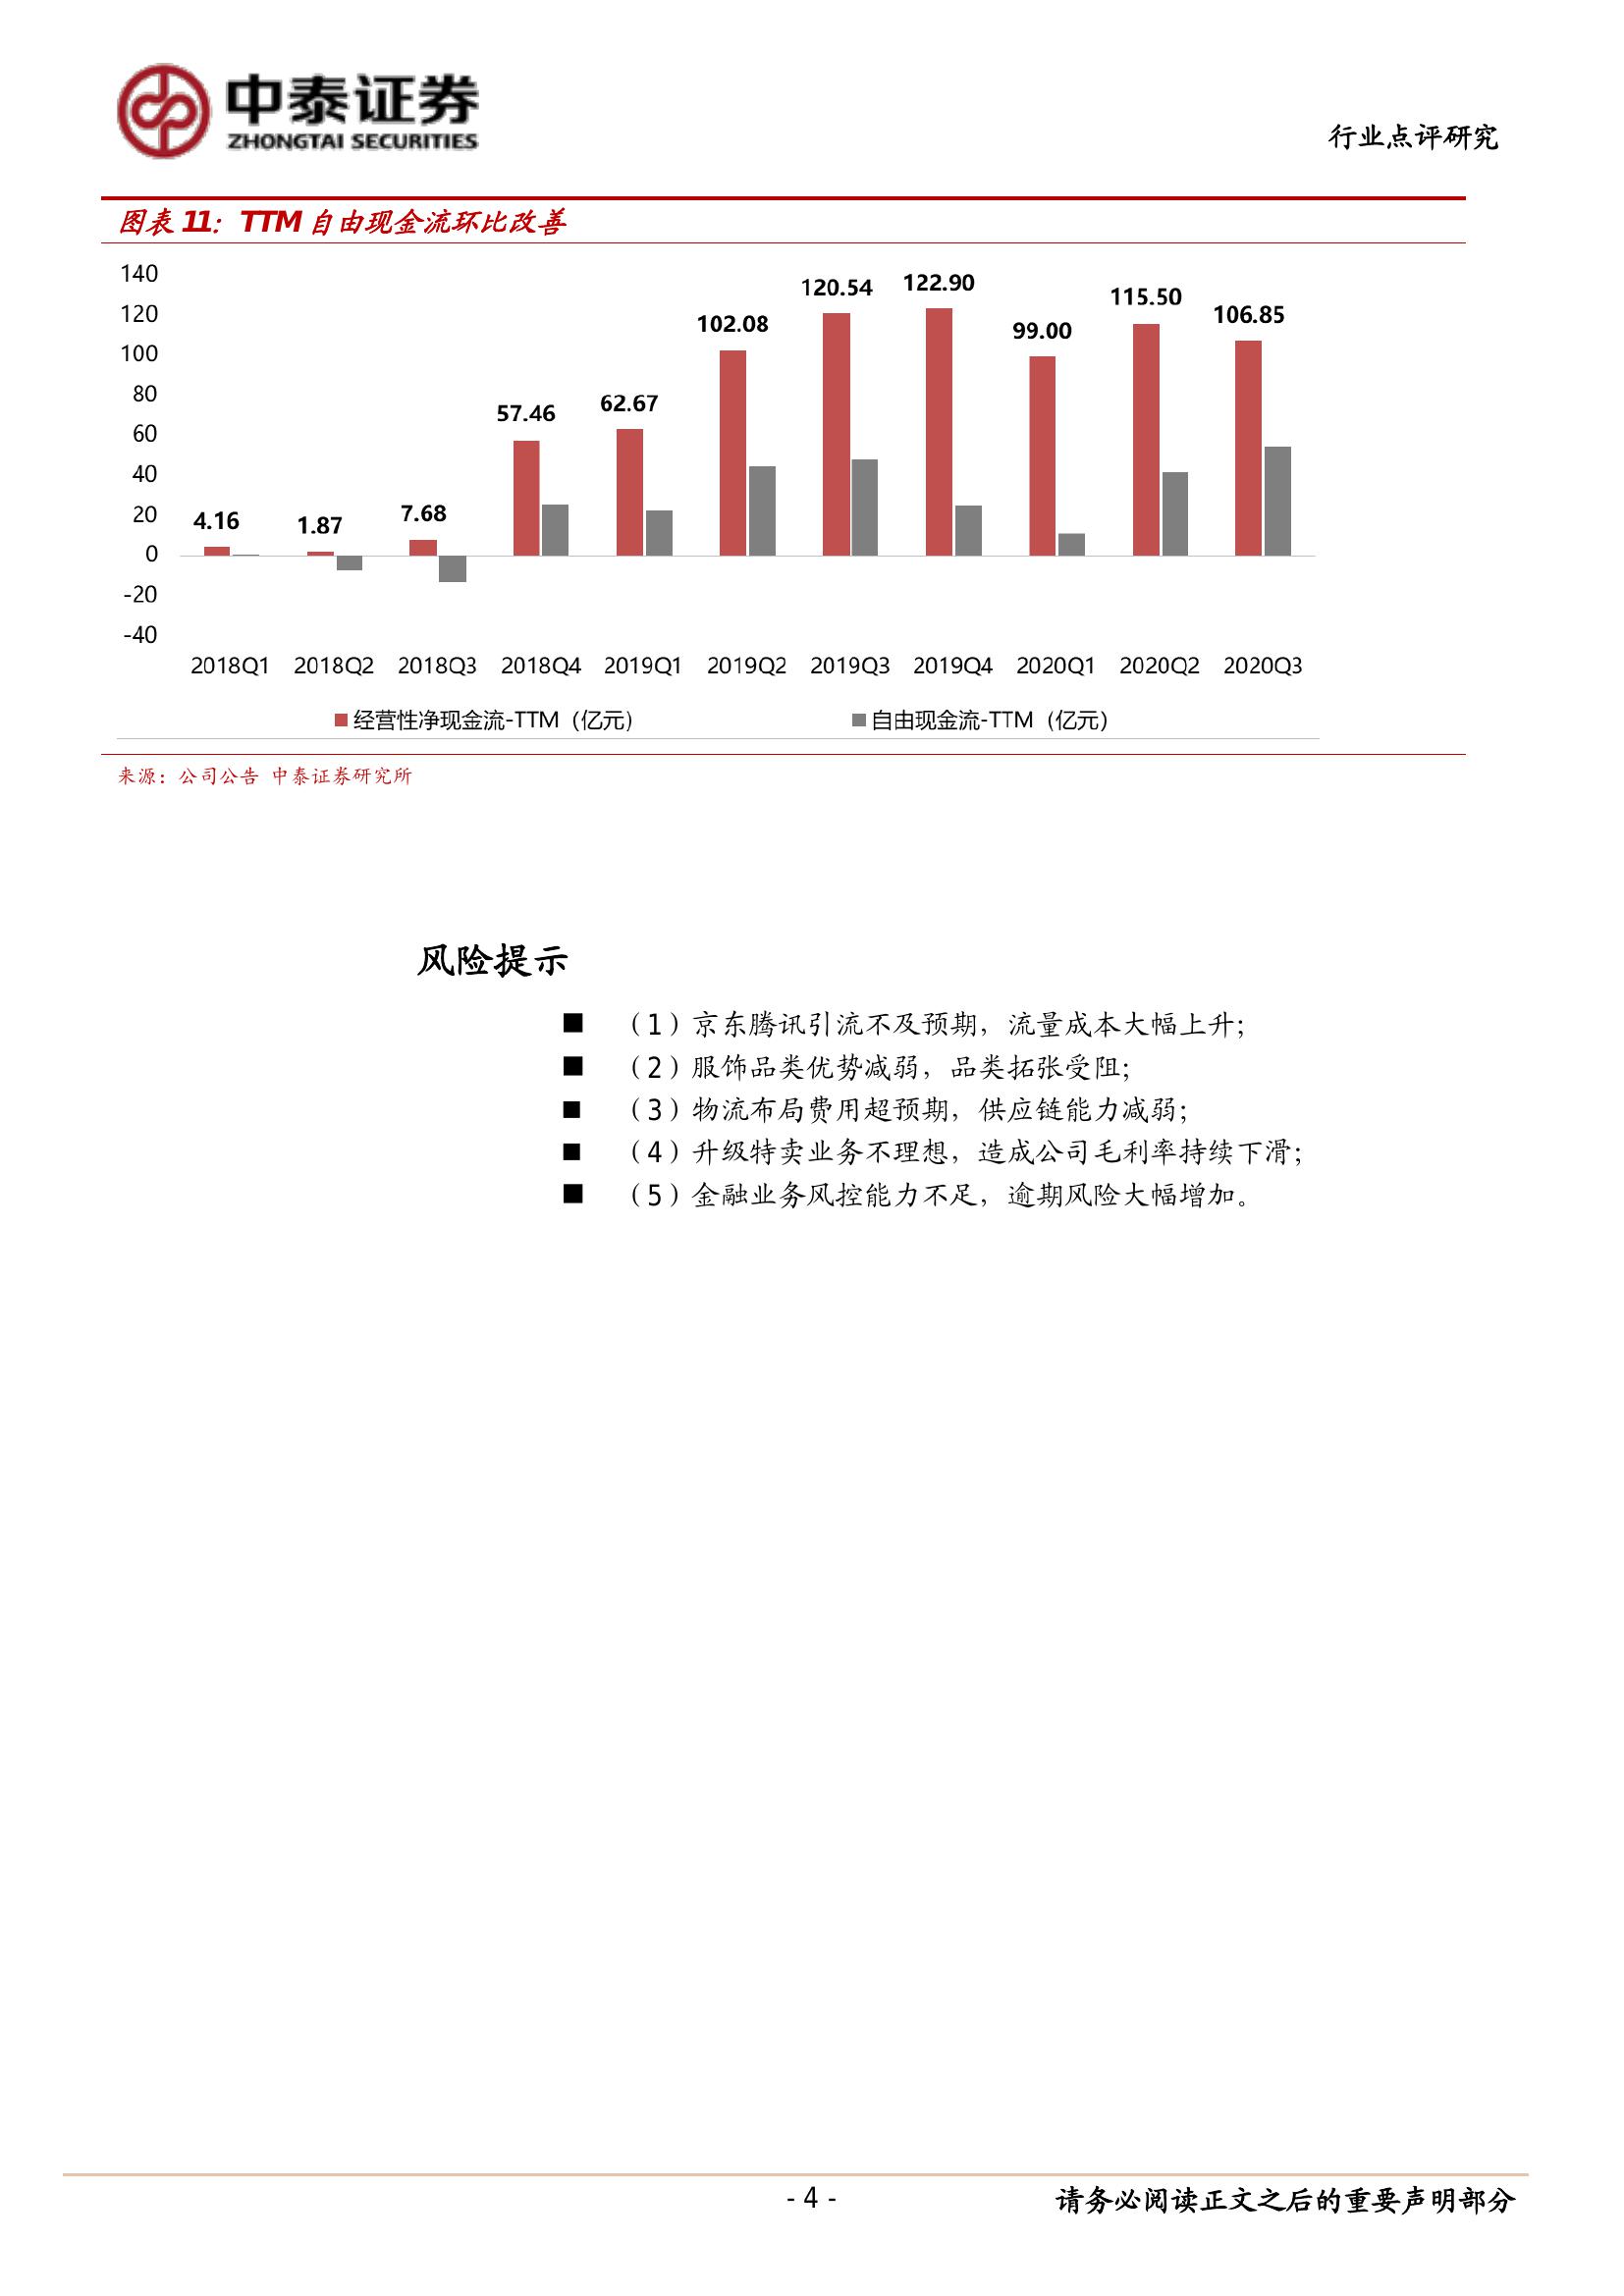 中泰证券
ZHONGTAI SECURITIES
行业点评研究
图表 11：TTM 自由现金流环比改善
140
120
100
80
60
40
20
0
-20
-40
4.16
1.87
7.68
57.46
62.67
102.08
120.54
122.90
99.00
115.50
106.85
2018Q1 2018Q2 2018Q3 2018Q4 2019Q1 2019Q2 2019Q3 2019Q4 2020Q1 2020Q2 2020Q3
经营性净现金流-TTM（亿元） 自由现金流-TTM（亿元）
来源：公司公告 中泰证券研究所
风险提示
■ （1）京东腾讯引流不及预期，流量成本大幅上升；
■ （2）服饰品类优势减弱，品类拓张受阻；
■ （3）物流布局费用超预期，供应链能力减弱；
■ （4）升级特卖业务不理想，造成公司毛利率持续下滑；
■ （5）金融业务风控能力不足，逾期风险大幅增加。
- 4 - 请务必阅读正文之后的重要声明部分